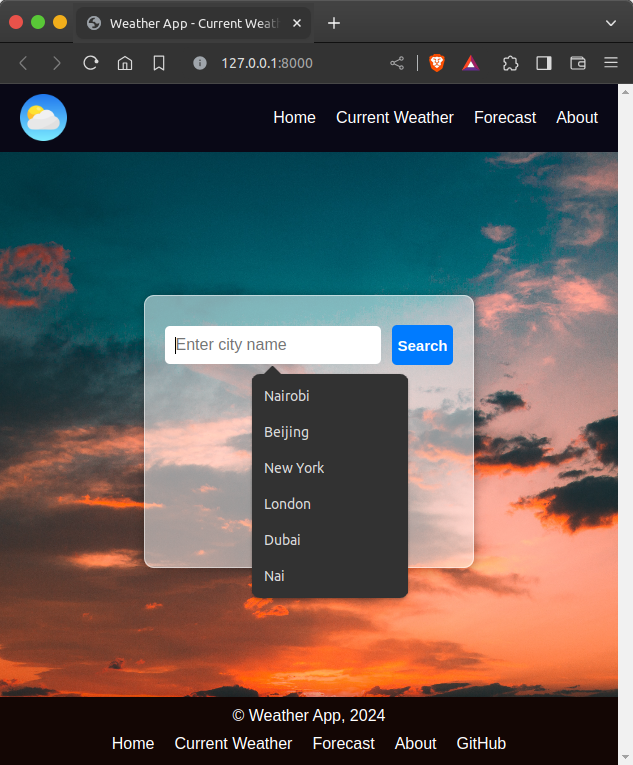 Weather App - Current Weath
127.0.0.1:8000
Home Current Weather Forecast About
Enter city name Search
Nairobi
Beijing
New York
London
Dubai
Nai
© Weather App, 2024
Home Current Weather Forecast About GitHub